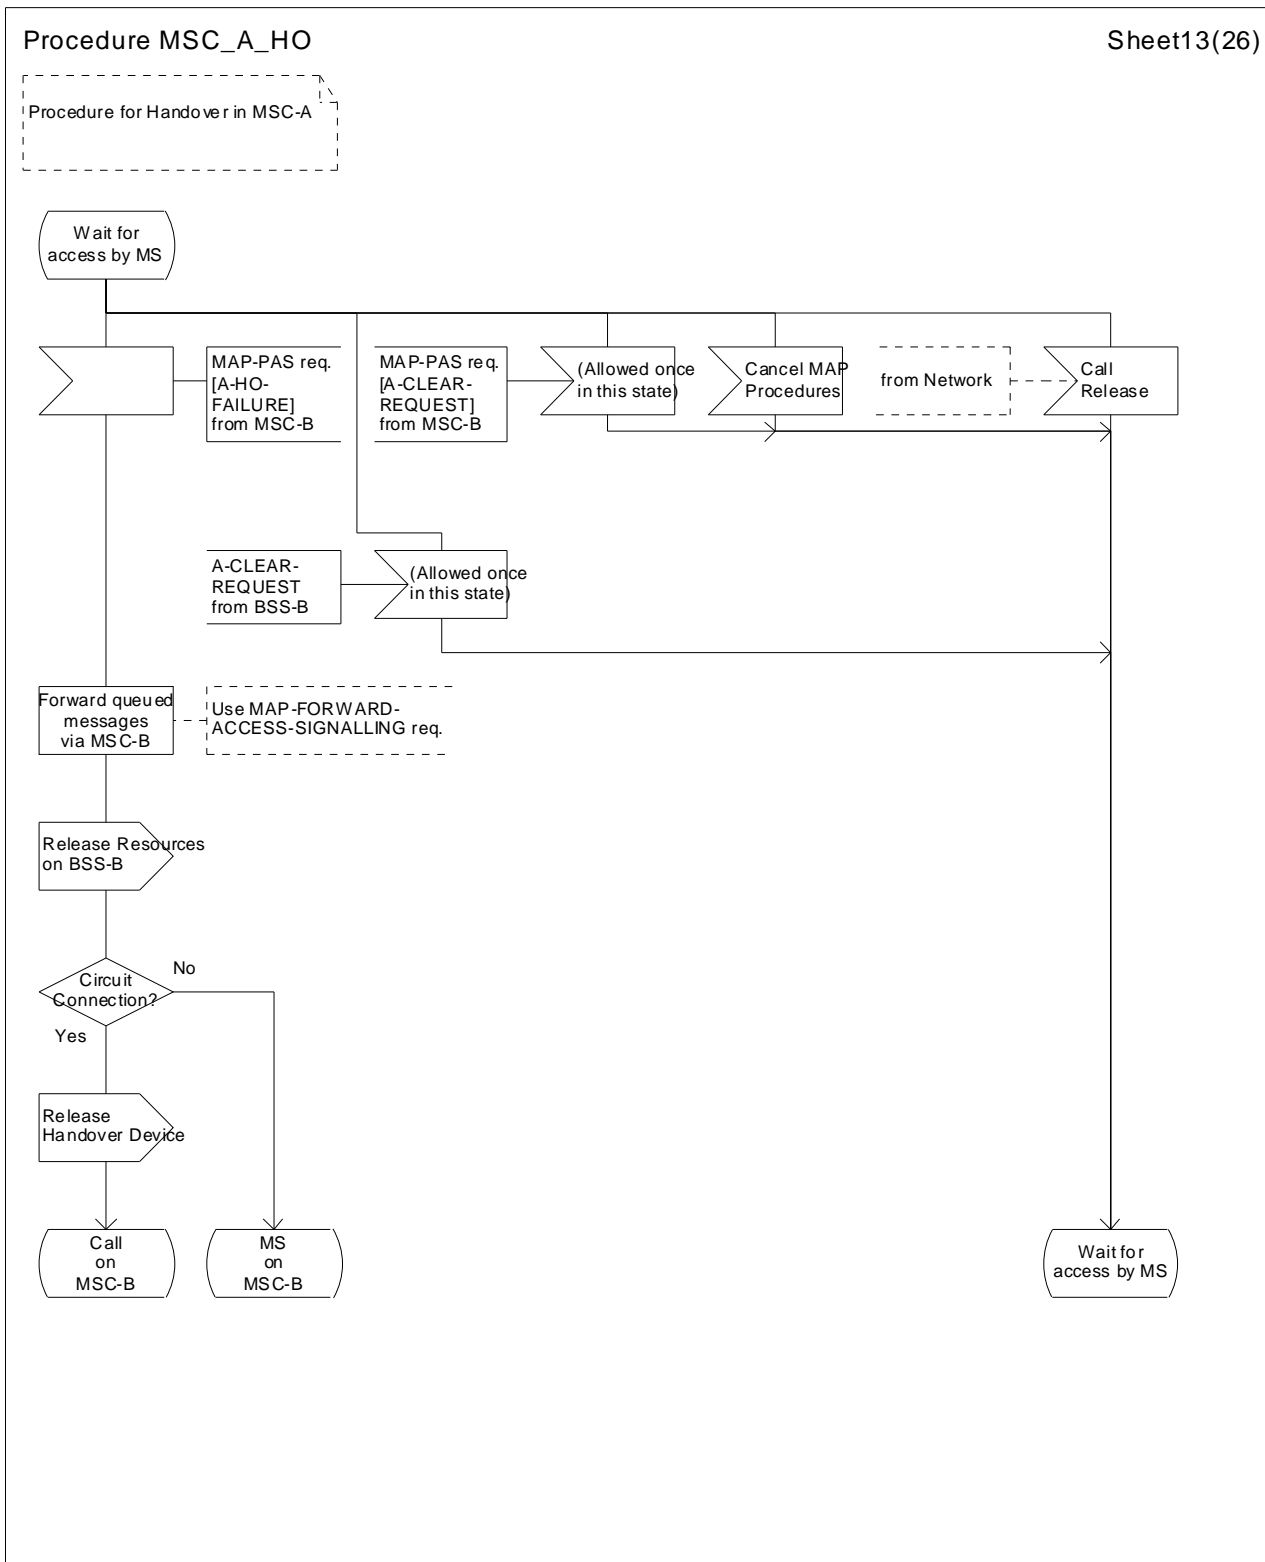 Procedure MSC_A_HO
Sheet13(26)
Procedure for Handover in MSC-A
Wait for
access by MS
MAP-PAS req.
[A-HO-
FAILURE]
from MSC-B
MAP-PAS req.
[A-CLEAR-
REQUEST]
from MSC-B
(Allowed once
in this state)
Cancel MAP
Procedures
from Network
Call
Release
A-CLEAR-
REQUEST
from BSS-B
(Allowed once
in this state)
Forward queued
messages
via MSC-B
Use MAP-FORWARD-
ACCESS-SIGNALLING req.
Release Resources
on BSS-B
Circuit
Connection?
No
Yes
Release
Handover Device
Call
on
MSC-B
MS
on
MSC-B
Wait for
access by MS